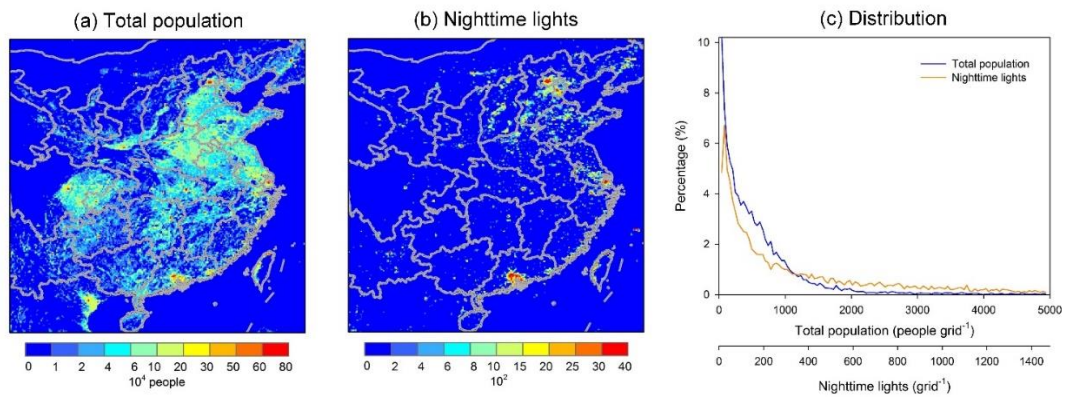 (a) Total population
(b) Nighttime lights
(c) Distribution
0 1 2 4 6 10 20 30 50 60 80
10⁴ people
0 2 4 6 8 10 15 20 25 30 40
10²
10
8
6
4
2
0
Percentage (%)
Total population
Nighttime lights
0 1000 2000 3000 4000 5000
Total population (people grid⁻¹)
0 200 400 600 800 1000 1200 1400
Nighttime lights (grid⁻¹)